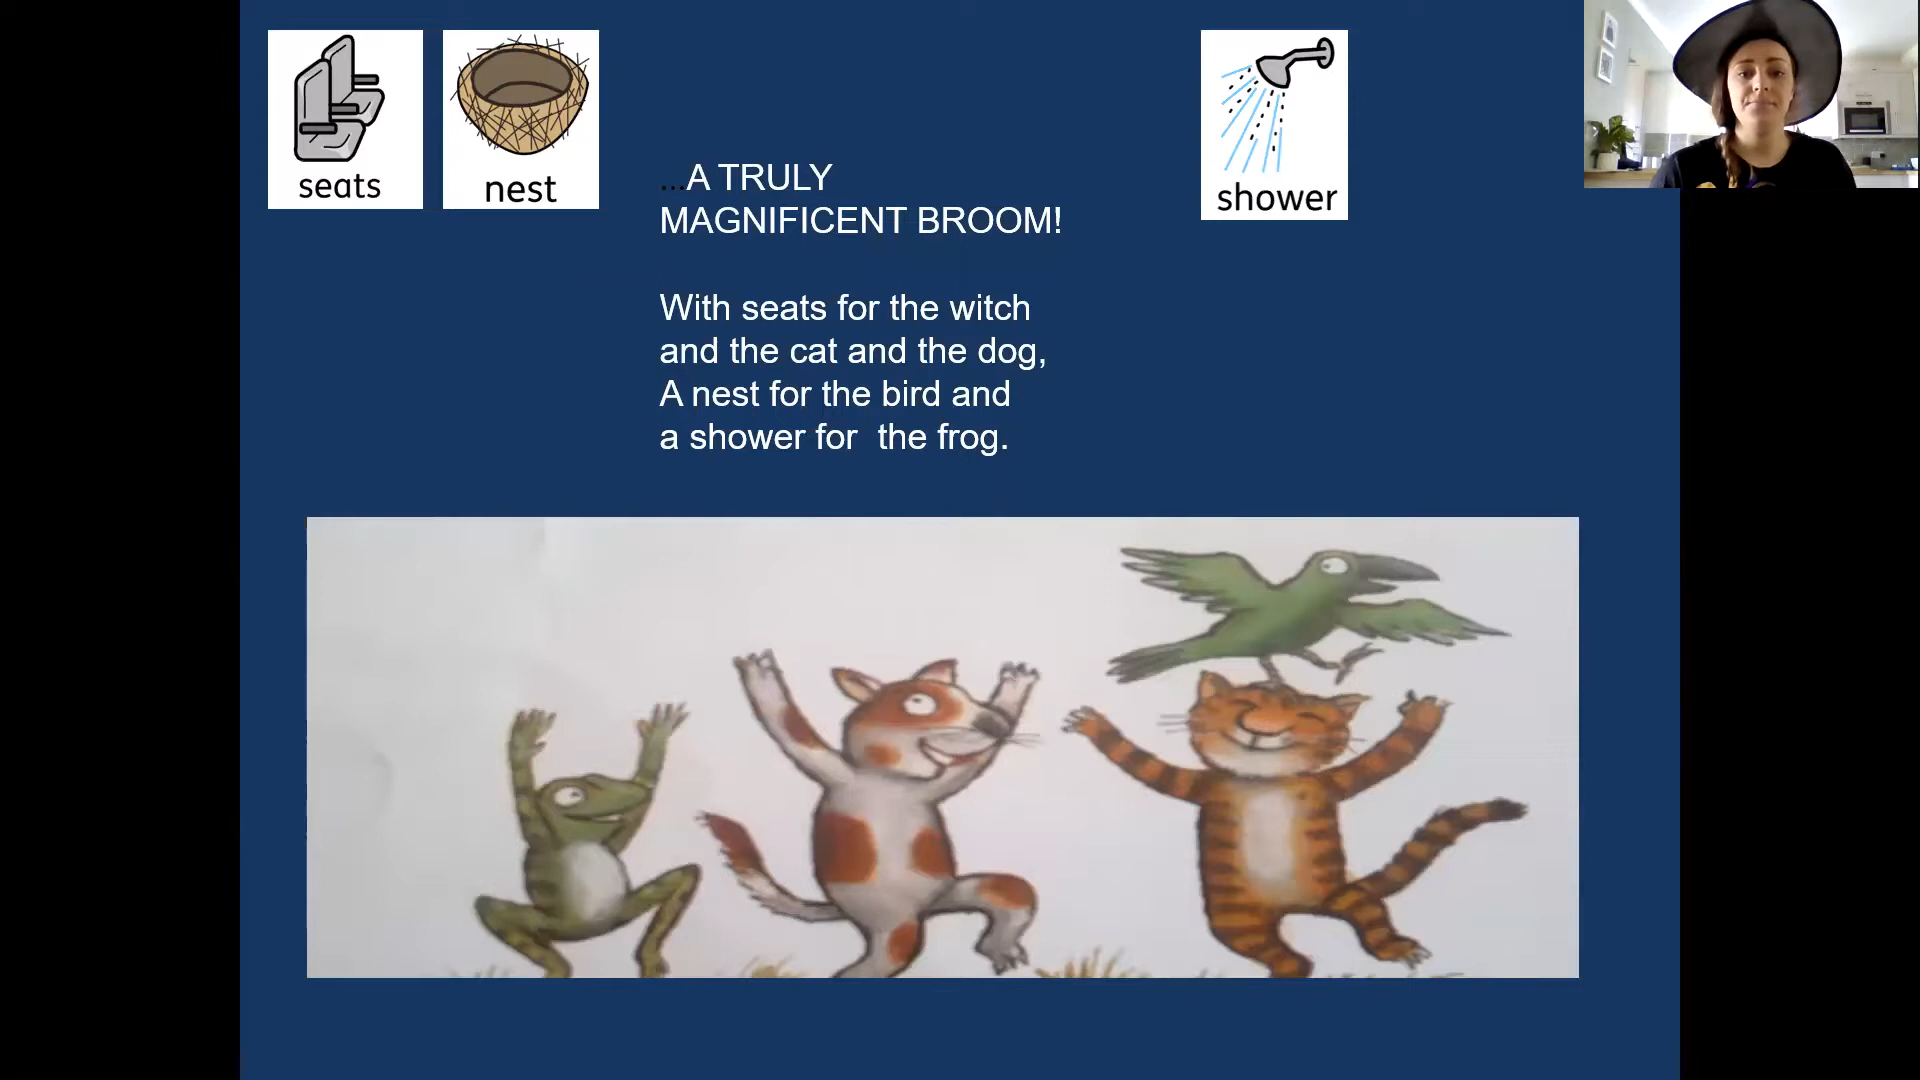 seats
nest
shower
...A TRULY
MAGNIFICENT BROOM!
With seats for the witch
and the cat and the dog,
A nest for the bird and
a shower for  the frog.